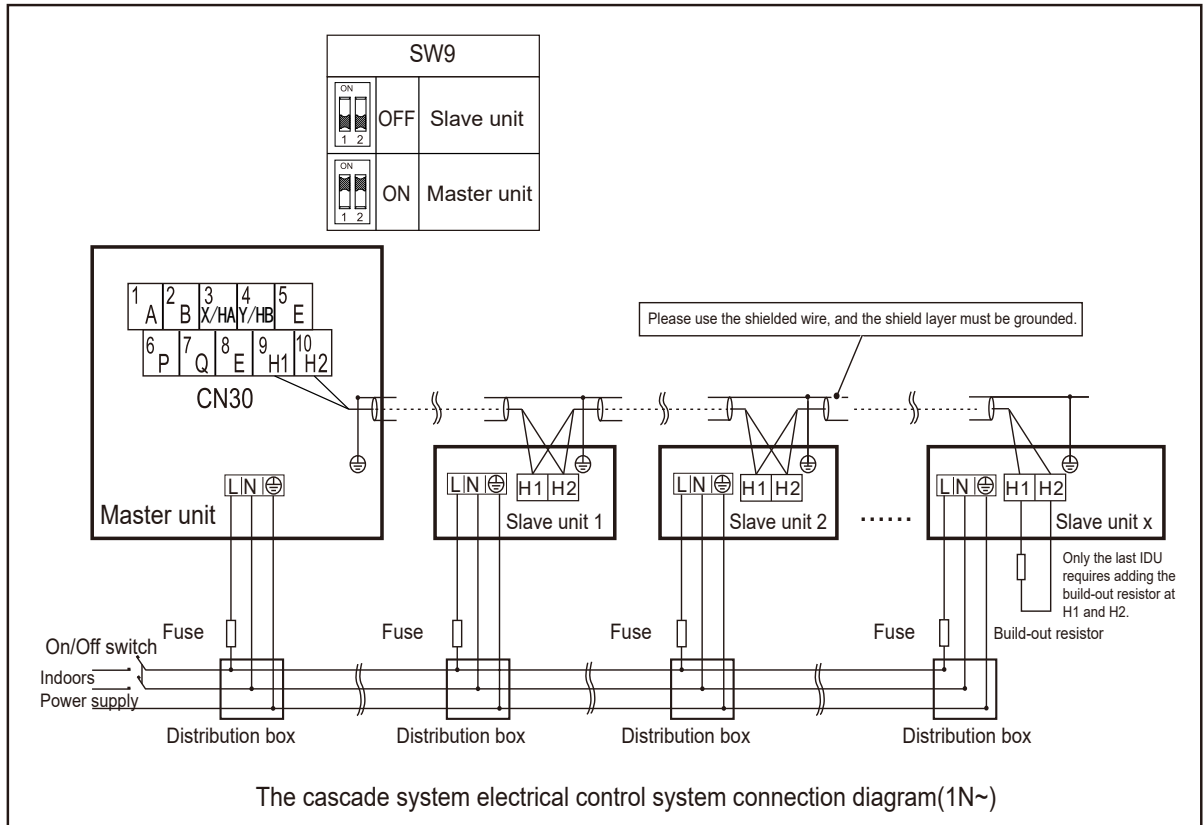 SW9
ON
1 2
OFF
Slave unit
ON
1 2
ON
Master unit
1 A 2 B 3 X/HA 4 Y/HB 5 E
6 P 7 Q 8 E 9 H1 10 H2
CN30
Please use the shielded wire, and the shield layer must be grounded.
L N
Master unit
L N
H1 H2
Slave unit 1
L N
H1 H2
Slave unit 2
......
L N
H1 H2
Slave unit x
Only the last IDU
requires adding the
build-out resistor at
H1 and H2.
Build-out resistor
Fuse
Fuse
Fuse
Fuse
On/Off switch
Indoors
Power supply
Distribution box
Distribution box
Distribution box
Distribution box
The cascade system electrical control system connection diagram(1N~)